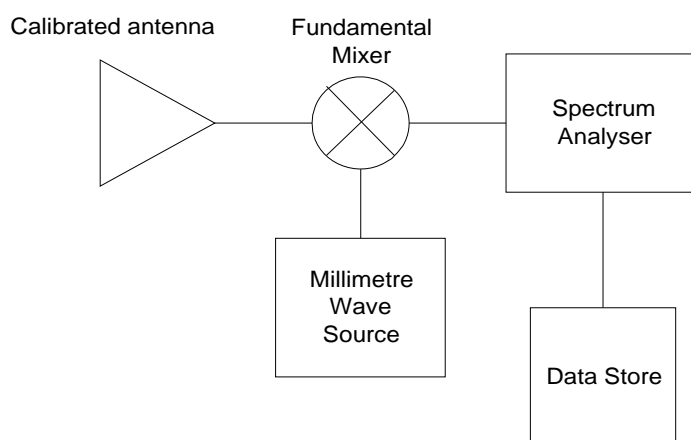 Calibrated antenna
Fundamental
Mixer
Spectrum
Analyser
Millimetre
Wave
Source
Data Store